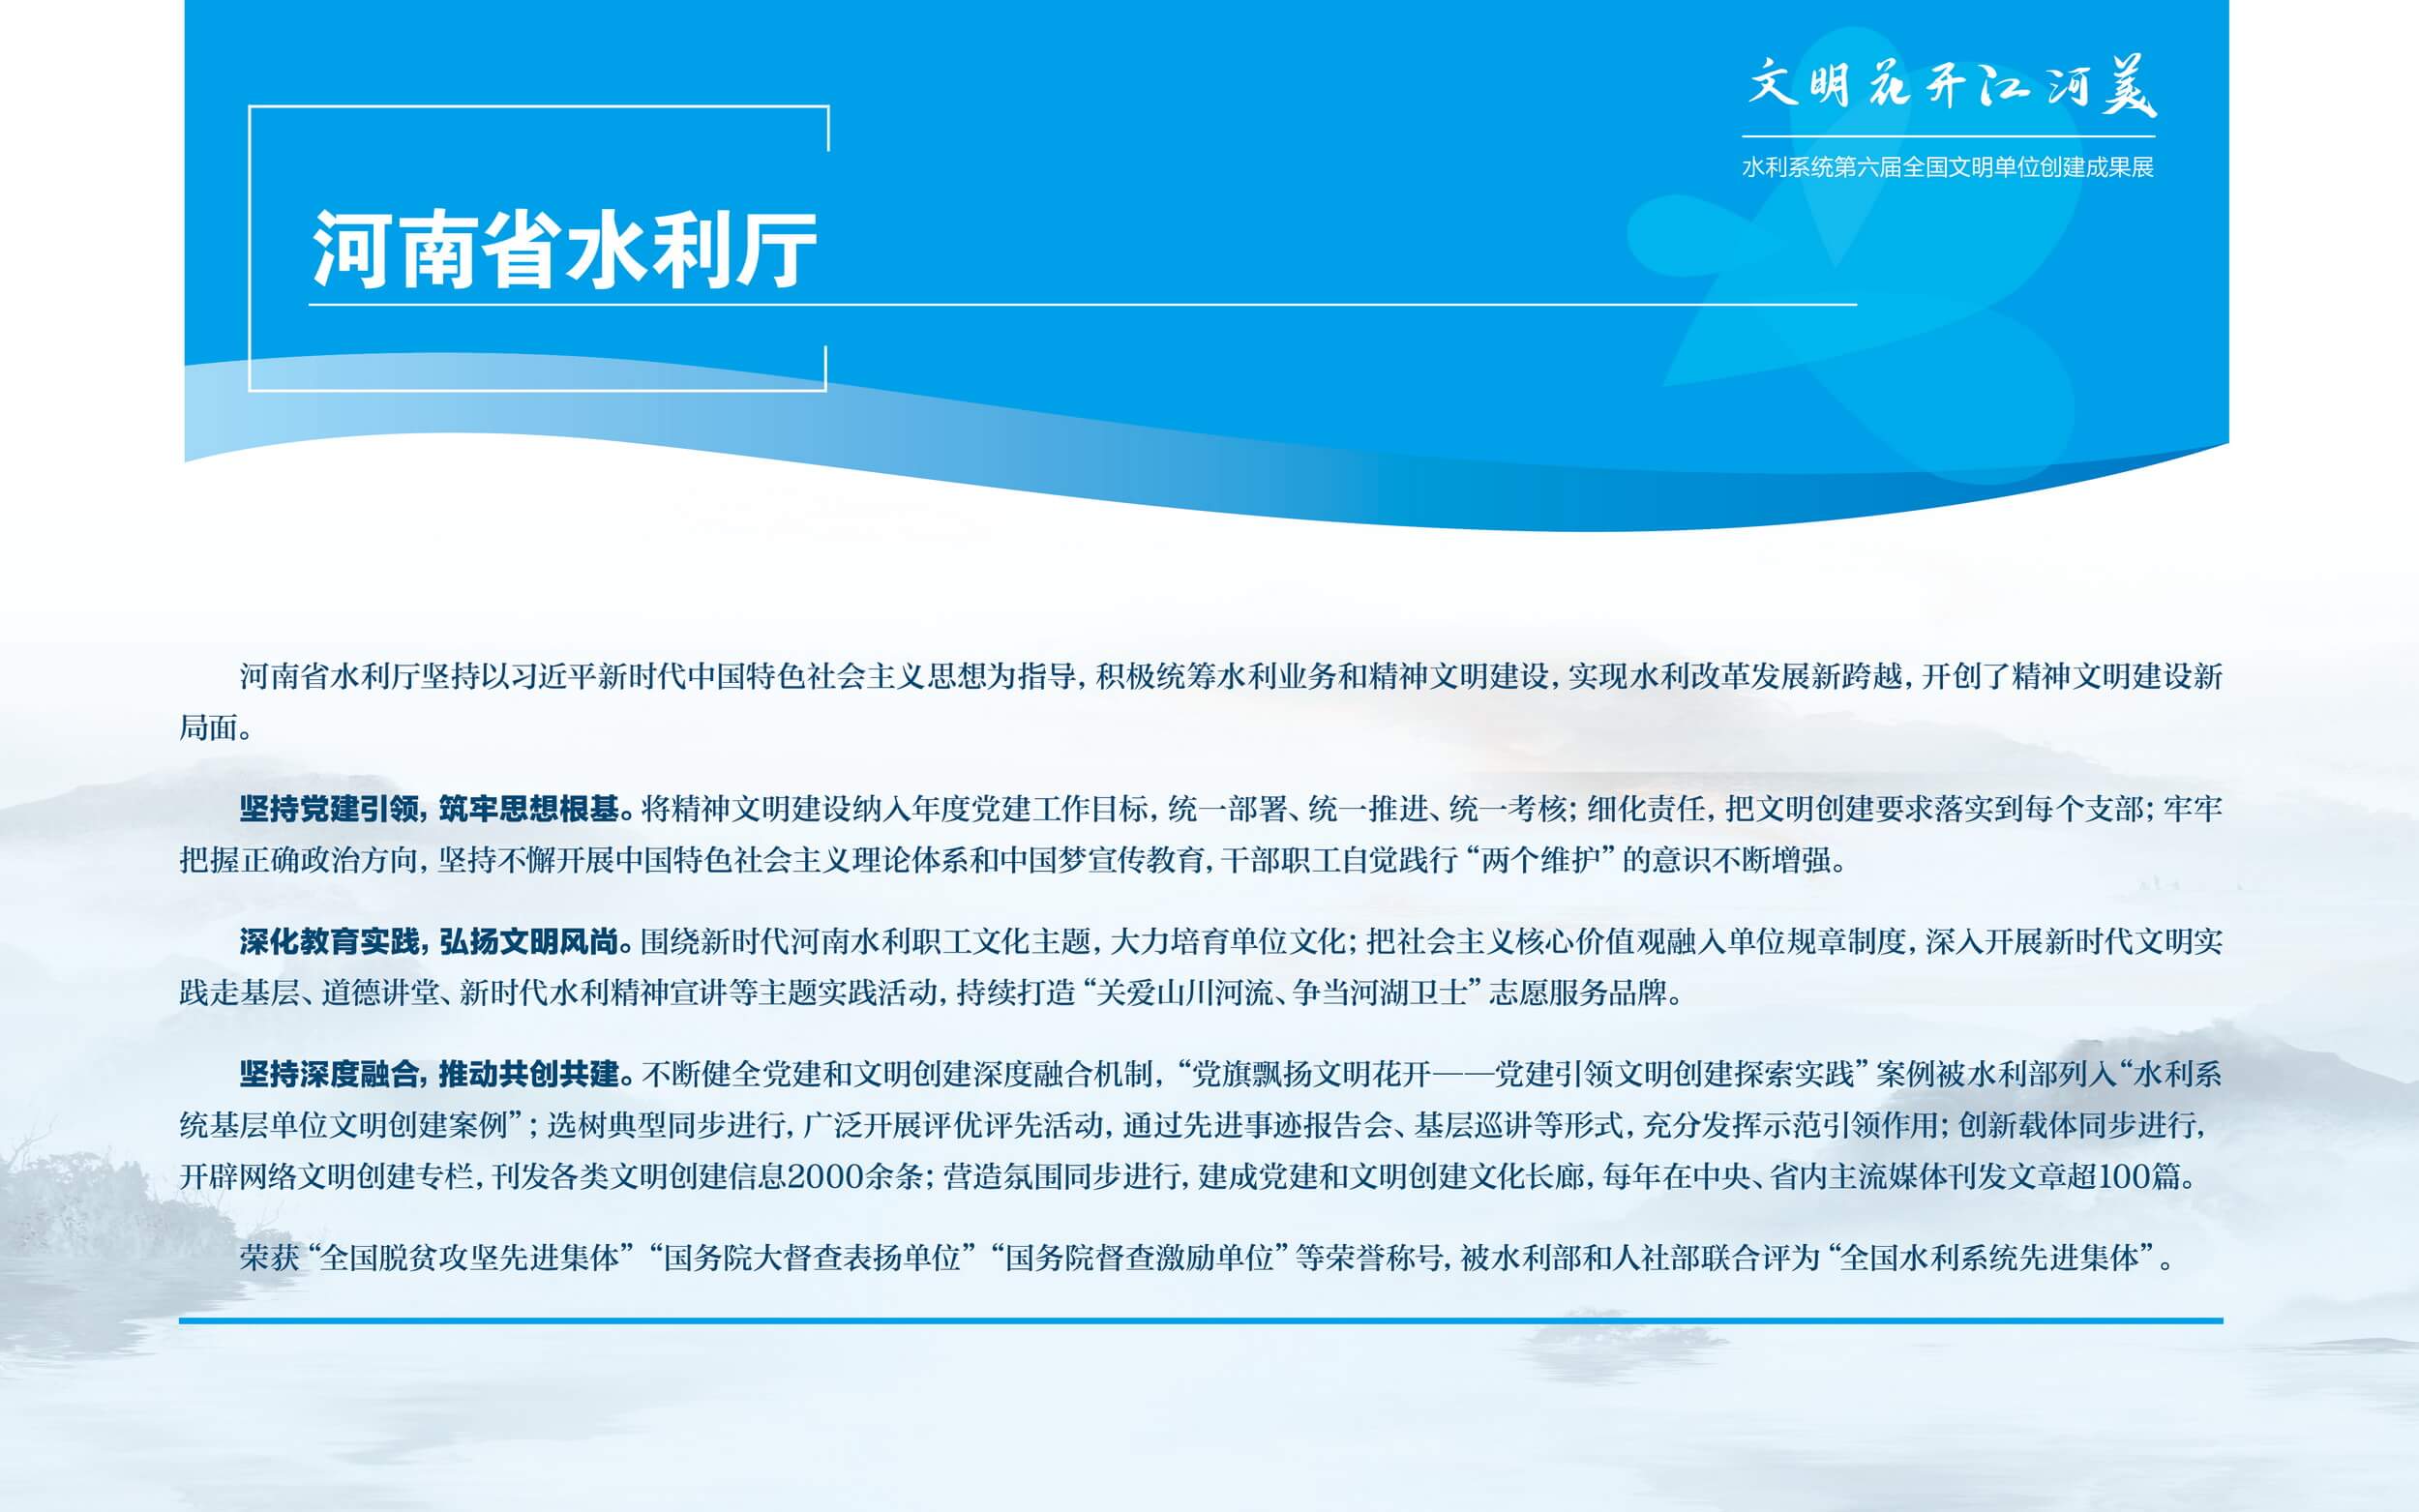 文明花开江河美
水利系统第六届全国文明单位创建成果展
河南省水利厅
河南省水利厅坚持以习近平新时代中国特色社会主义思想为指导，积极统筹水利业务和精神文明建设，实现水利改革发展新跨越，开创了精神文明建设新
局面。
坚持党建引领，筑牢思想根基。将精神文明建设纳入年度党建工作目标，统一部署、统一推进、统一考核；细化责任，把文明创建要求落实到每个支部；牢牢
把握正确政治方向，坚持不懈开展中国特色社会主义理论体系和中国梦宣传教育，干部职工自觉践行“两个维护”的意识不断增强。
深化教育实践，弘扬文明风尚。围绕新时代河南水利职工文化主题，大力培育单位文化；把社会主义核心价值观融入单位规章制度，深入开展新时代文明实
践走基层、道德讲堂、新时代水利精神宣讲等主题实践活动，持续打造“关爱山川河流、争当河湖卫士”志愿服务品牌。
坚持深度融合，推动共创共建。不断健全党建和文明创建深度融合机制，“党旗飘扬文明花开——党建引领文明创建探索实践”案例被水利部列入“水利系
统基层单位文明创建案例”；选树典型同步进行，广泛开展评优评先活动，通过先进事迹报告会、基层巡讲等形式，充分发挥示范引领作用；创新载体同步进行，
开辟网络文明创建专栏，刊发各类文明创建信息2000余条；营造氛围同步进行，建成党建和文明创建文化长廊，每年在中央、省内主流媒体刊发文章超100篇。
荣获“全国脱贫攻坚先进集体”“国务院大督查表扬单位”“国务院督查激励单位”等荣誉称号，被水利部和人社部联合评为“全国水利系统先进集体”。